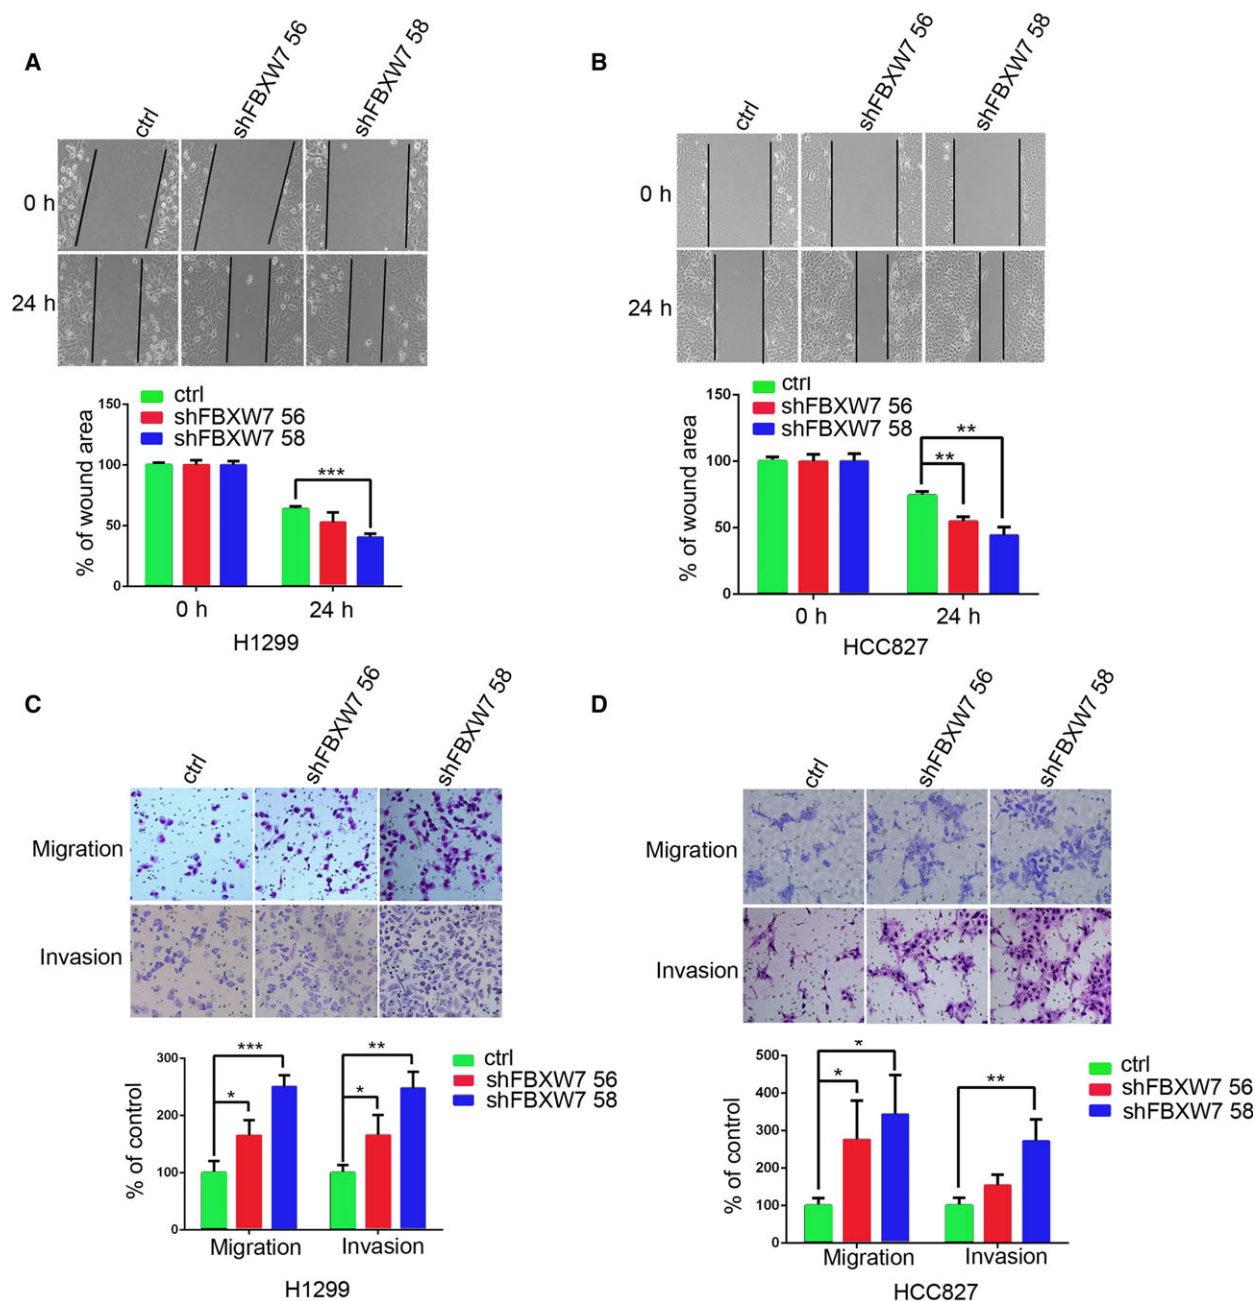 A
ctrl
shFBXW7 56
shFBXW7 58
0 h
24 h
ctrl
shFBXW7 56
shFBXW7 58
% of wound area
150
100
50
0
***
0 h
24 h
H1299
B
ctrl
shFBXW7 56
shFBXW7 58
0 h
24 h
ctrl
shFBXW7 56
shFBXW7 58
% of wound area
150
100
50
0
**
**
0 h
24 h
HCC827
C
ctrl
shFBXW7 56
shFBXW7 58
Migration
Invasion
% of control
300
200
100
0
***
*
**
*
ctrl
shFBXW7 56
shFBXW7 58
Migration
Invasion
H1299
D
ctrl
shFBXW7 56
shFBXW7 58
Migration
Invasion
% of control
500
400
300
200
100
0
*
*
**
ctrl
shFBXW7 56
shFBXW7 58
Migration
Invasion
HCC827